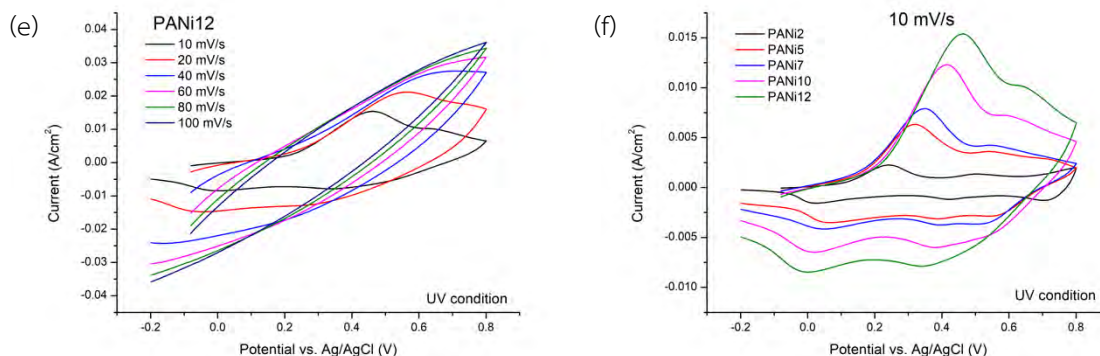 (e)
PANi12
10 mV/s
20 mV/s
40 mV/s
60 mV/s
80 mV/s
100 mV/s
0.04
0.03
0.02
0.01
0.00
-0.01
-0.02
-0.03
-0.04
Current (A/cm²)
UV condition
-0.2
0.0
0.2
0.4
0.6
0.8
Potential vs. Ag/AgCl (V)
(f)
10 mV/s
PANi2
PANi5
PANi7
PANi10
PANi12
0.015
0.010
0.005
0.000
-0.005
-0.010
Current (A/cm²)
UV condition
-0.2
0.0
0.2
0.4
0.6
0.8
Potential vs. Ag/AgCl (V)